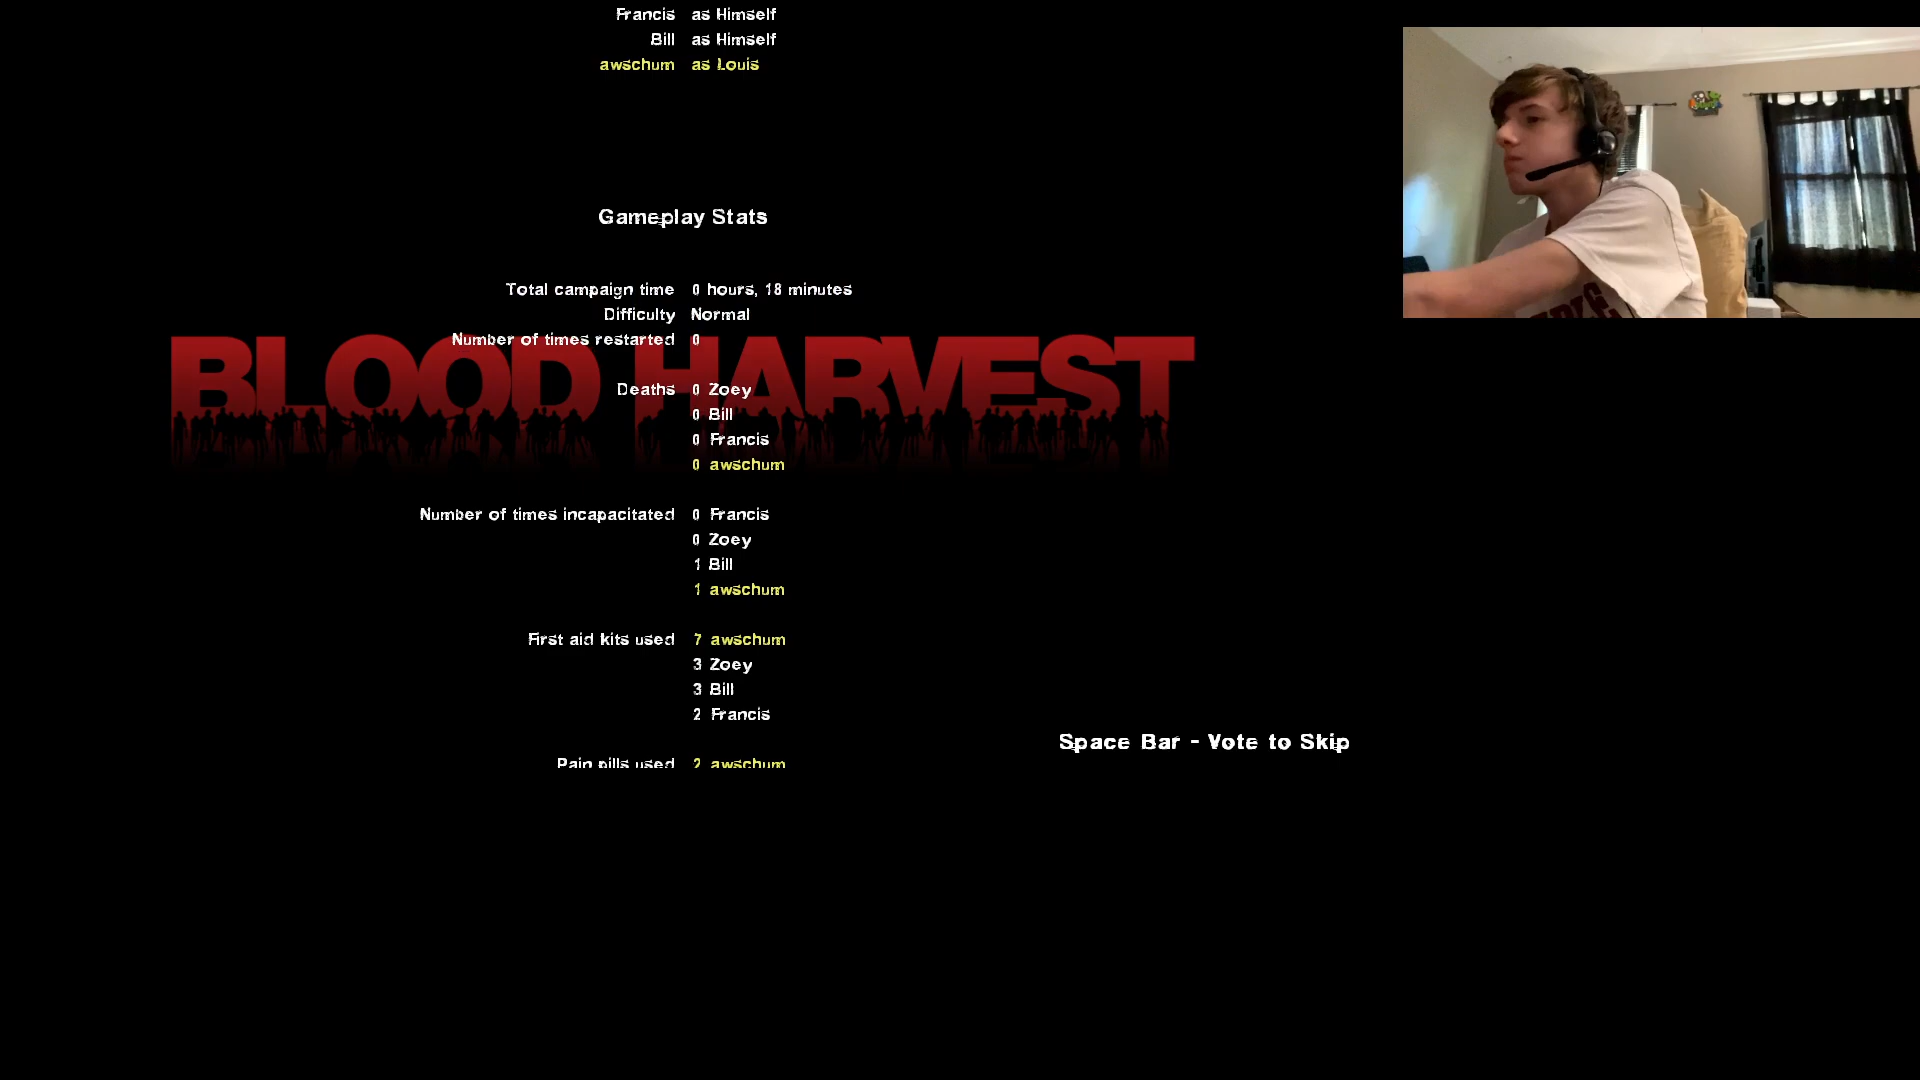 Francis as Himself
Bill as Himself
awschum as Louis
Gameplay Stats
Total campaign time 0 hours, 18 minutes
Difficulty Normal
Number of times restarted 0
BLOOD HARVEST
Deaths 0 Zoey
0 Bill
0 Francis
0 awschum
Number of times incapacitated 0 Francis
0 Zoey
1 Bill
1 awschum
First aid kits used 7 awschum
3 Zoey
3 Bill
2 Francis
Space Bar - Vote to Skip
Pain pills used 2 awschum